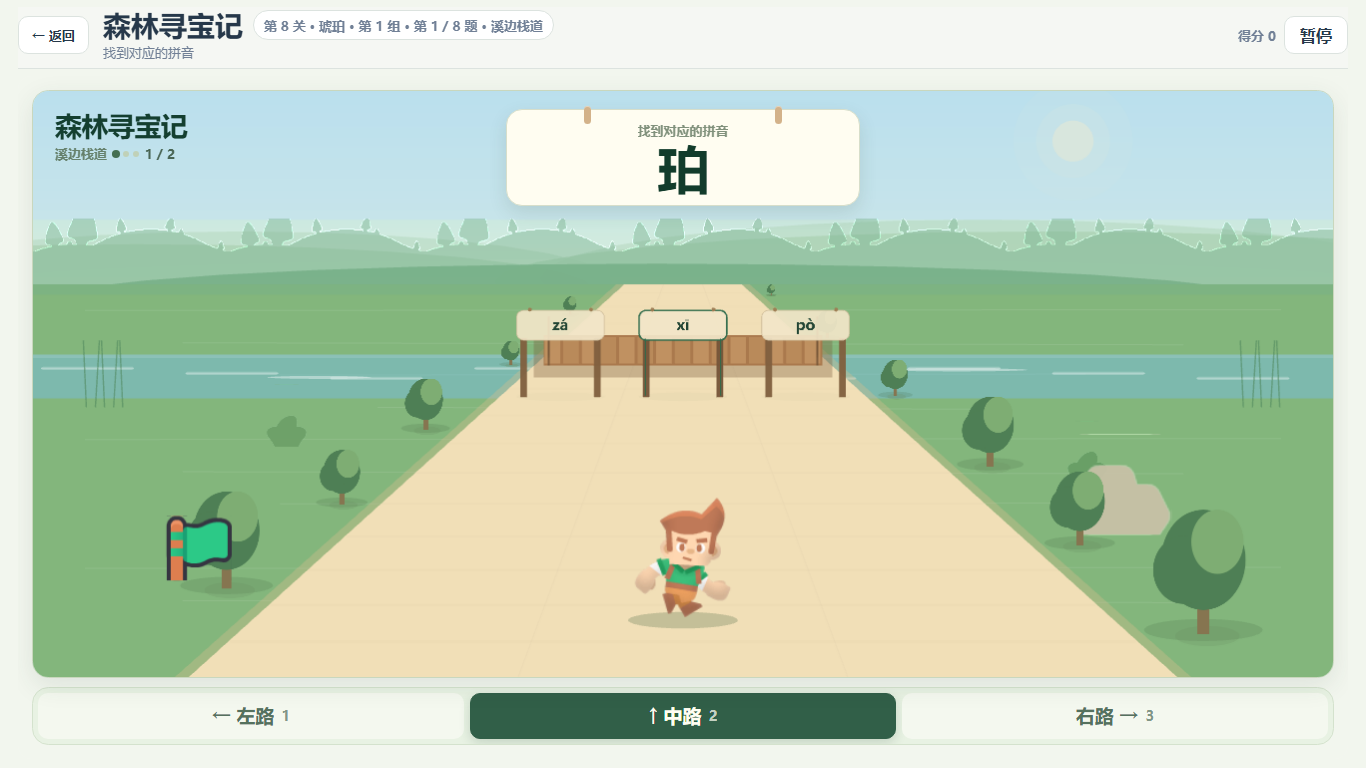 ← 返回
森林寻宝记
第 8 关 • 琥珀 • 第 1 组 • 第 1 / 8 题 • 溪边栈道
找到对应的拼音
得分 0
暂停
森林寻宝记
溪边栈道 1 / 2
找到对应的拼音
珀
zá
xī
pò
← 左路 1
↑ 中路 2
右路 → 3